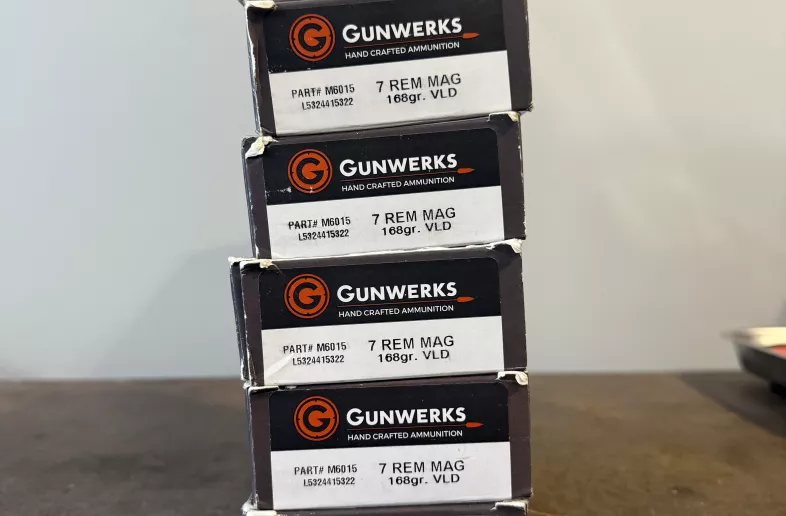 GUNWERKS
HAND CRAFTED AMMUNITION
PART# M6015 7 REM MAG
L5324415322 168gr. VLD
GUNWERKS
HAND CRAFTED AMMUNITION
PART# M6015 7 REM MAG
L5324415322 168gr. VLD
GUNWERKS
HAND CRAFTED AMMUNITION
PART# M6015 7 REM MAG
L5324415322 168gr. VLD
GUNWERKS
HAND CRAFTED AMMUNITION
PART# M6015 7 REM MAG
L5324415322 168gr. VLD